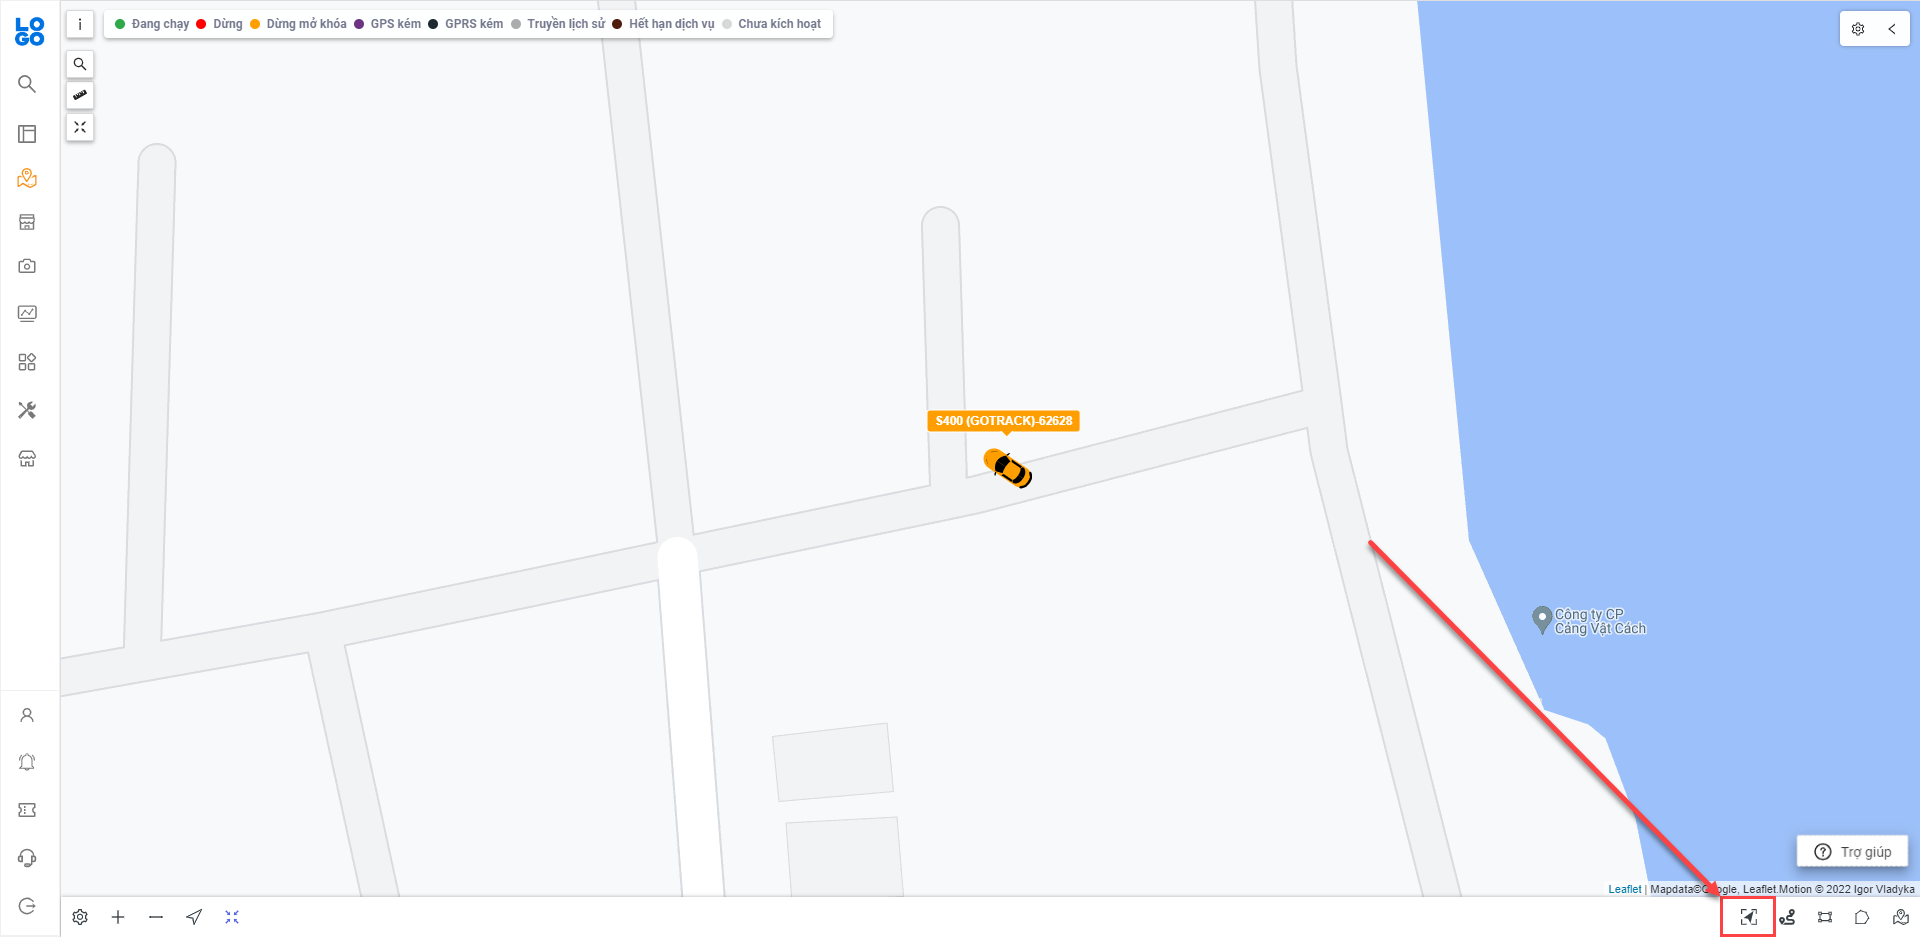 LO
GO
i
Đang chạy Dừng Dừng mở khóa GPS kém GPRS kém Truyền lịch sử Hết hạn dịch vụ Chưa kích hoạt
S400 (GOTRACK)-62628
Công ty CP
Cảng Vật Cách
Trợ giúp
Leaflet | Mapdata©Google, Leaflet.Motion © 2022 Igor Vladyka